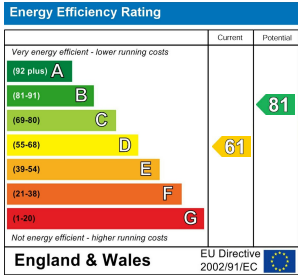 Energy Efficiency Rating
Current
Potential
Very energy efficient - lower running costs
(92 plus) A
(81-91) B
(69-80) C
(55-68) D
(39-54) E
(21-38) F
(1-20) G
61
81
Not energy efficient - higher running costs
England & Wales
EU Directive
2002/91/EC